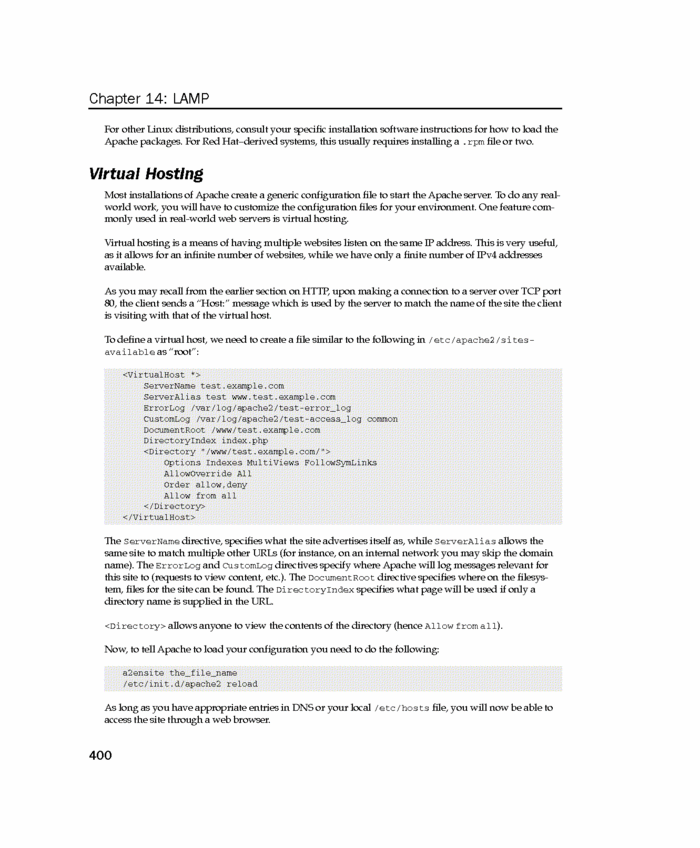 Chapter 14: LAMP
For other Linux distributions, consult your specific installation software instructions for how to load the
Apache packages. For Red Hat–derived systems, this usually requires installing a .rpm file or two.
Virtual Hosting
Most installations of Apache create a generic configuration file to start the Apache server. To do any real-
world work, you will have to customize the configuration files for your environment. One feature com-
monly used in real-world web servers is virtual hosting.
Virtual hosting is a means of having multiple websites listen on the same IP address. This is very useful,
as it allows for an infinite number of websites, while we have only a finite number of IPv4 addresses
available.
As you may recall from the earlier section on HTTP, upon making a connection to a server over TCP port
80, the client sends a “Host:” message which is used by the server to match the name of the site the client
is visiting with that of the virtual host.
To define a virtual host, we need to create a file similar to the following in /etc/apache2/sites-
available as “root”:
<VirtualHost *>
ServerName test.example.com
ServerAlias test www.test.example.com
ErrorLog /var/log/apache2/test-error_log
CustomLog /var/log/apache2/test-access_log common
DocumentRoot /www/test.example.com
DirectoryIndex index.php
<Directory "/www/test.example.com/">
Options Indexes MultiViews FollowSymLinks
AllowOverride All
Order allow,deny
Allow from all
</Directory>
</VirtualHost>
The ServerName directive, specifies what the site advertises itself as, while ServerAlias allows the
same site to match multiple other URLs (for instance, on an internal network you may skip the domain
name). The ErrorLog and CustomLog directives specify where Apache will log messages relevant for
this site to (requests to view content, etc.). The DocumentRoot directive specifies where on the filesys-
tem, files for the site can be found. The DirectoryIndex specifies what page will be used if only a
directory name is supplied in the URL.
<Directory> allows anyone to view the contents of the directory (hence Allow from all).
Now, to tell Apache to load your configuration you need to do the following:
a2ensite the_file_name
/etc/init.d/apache2 reload
As long as you have appropriate entries in DNS or your local /etc/hosts file, you will now be able to
access the site through a web browser.
400